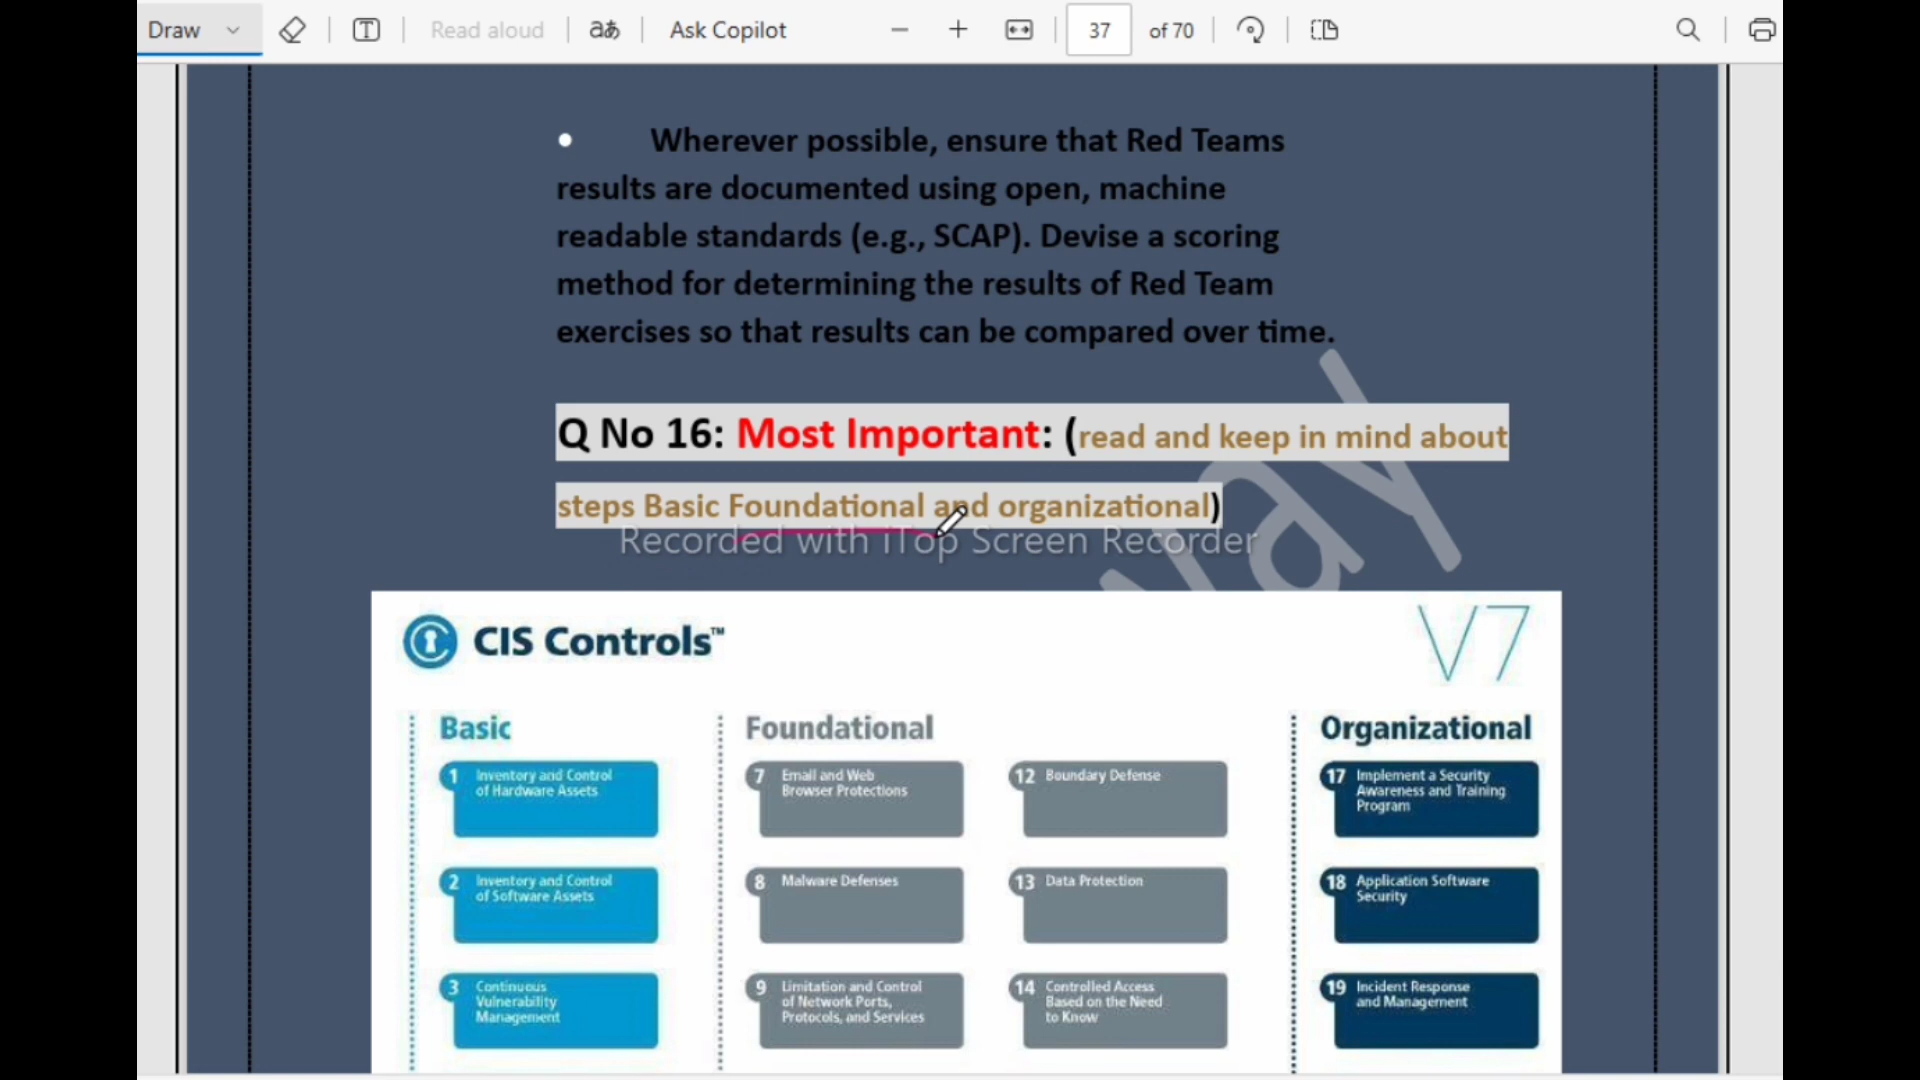 Draw
Read aloud
aあ
Ask Copilot
37
of 70
• Wherever possible, ensure that Red Teams
results are documented using open, machine
readable standards (e.g., SCAP). Devise a scoring
method for determining the results of Red Team
exercises so that results can be compared over time.
Q No 16: Most Important: (read and keep in mind about
steps Basic Foundational and organizational)
Recorded with iTop Screen Recorder
CIS Controls™
V7
Basic
1 Inventory and Control
of Hardware Assets
2 Inventory and Control
of Software Assets
3 Continuous
Vulnerability
Management
Foundational
7 Email and Web
Browser Protections
8 Malware Defenses
9 Limitation and Control
of Network Ports,
Protocols, and Services
12 Boundary Defense
13 Data Protection
14 Controlled Access
Based on the Need
to Know
Organizational
17 Implement a Security
Awareness and Training
Program
18 Application Software
Security
19 Incident Response
and Management